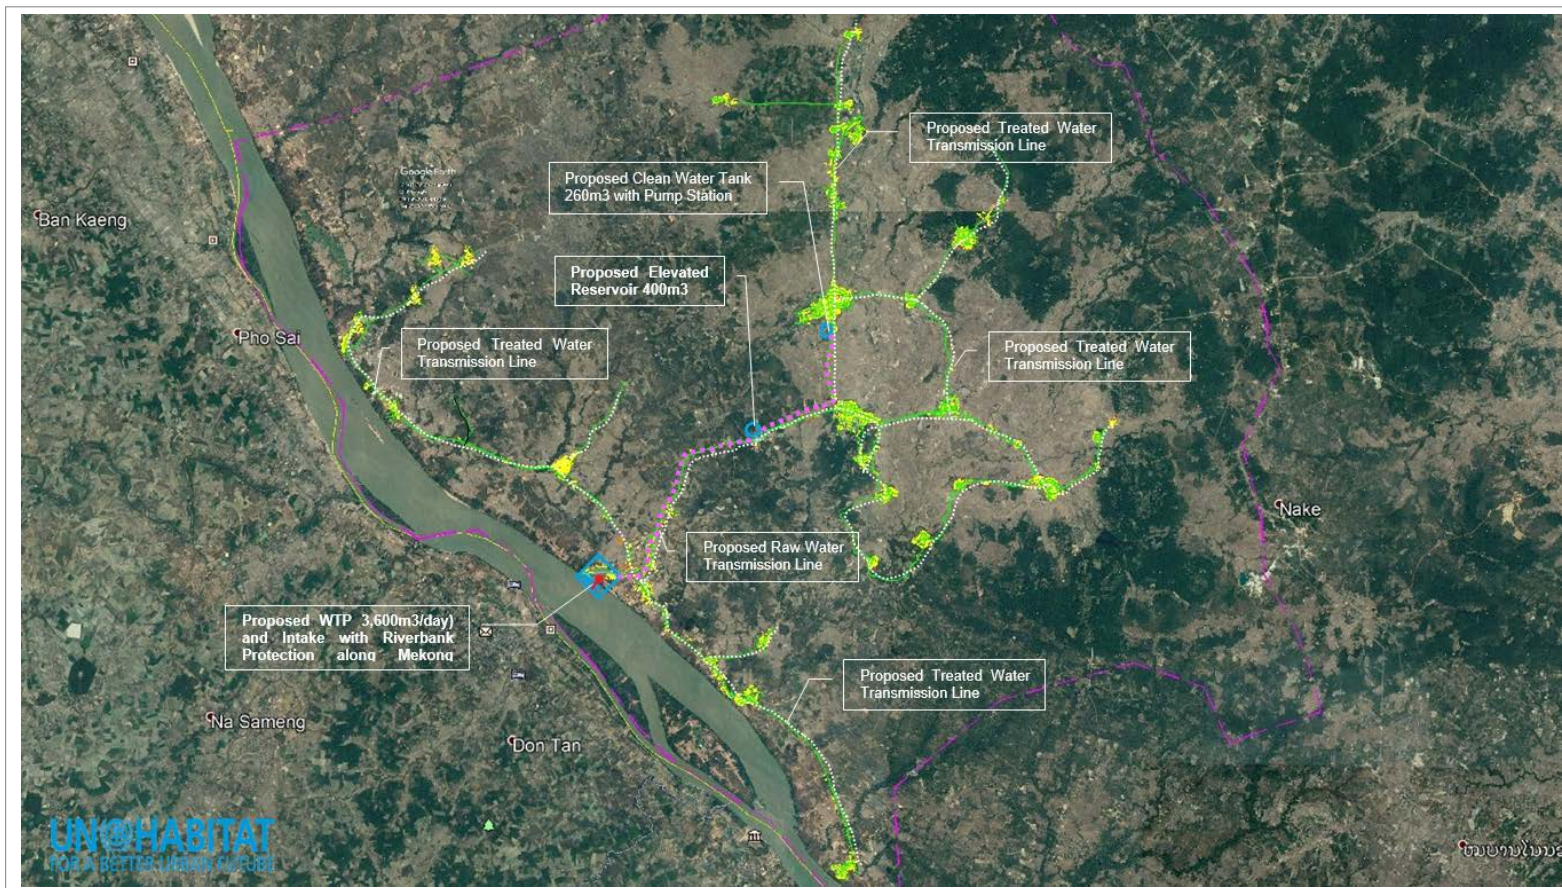 Proposed Treated Water
Transmission Line
Proposed Clean Water Tank
260m3 with Pump Station
Google Earth
Ban Kaeng
Proposed Elevated
Reservoir 400m3
Pho Sai
Proposed Treated Water
Transmission Line
Proposed Treated Water
Transmission Line
Nake
Proposed Raw Water
Transmission Line
Proposed WTP 3,600m3/day)
and Intake with Riverbank
Protection along Mekong
Proposed Treated Water
Transmission Line
Na Sameng
Don Tan
UN HABITAT
FOR A BETTER URBAN FUTURE